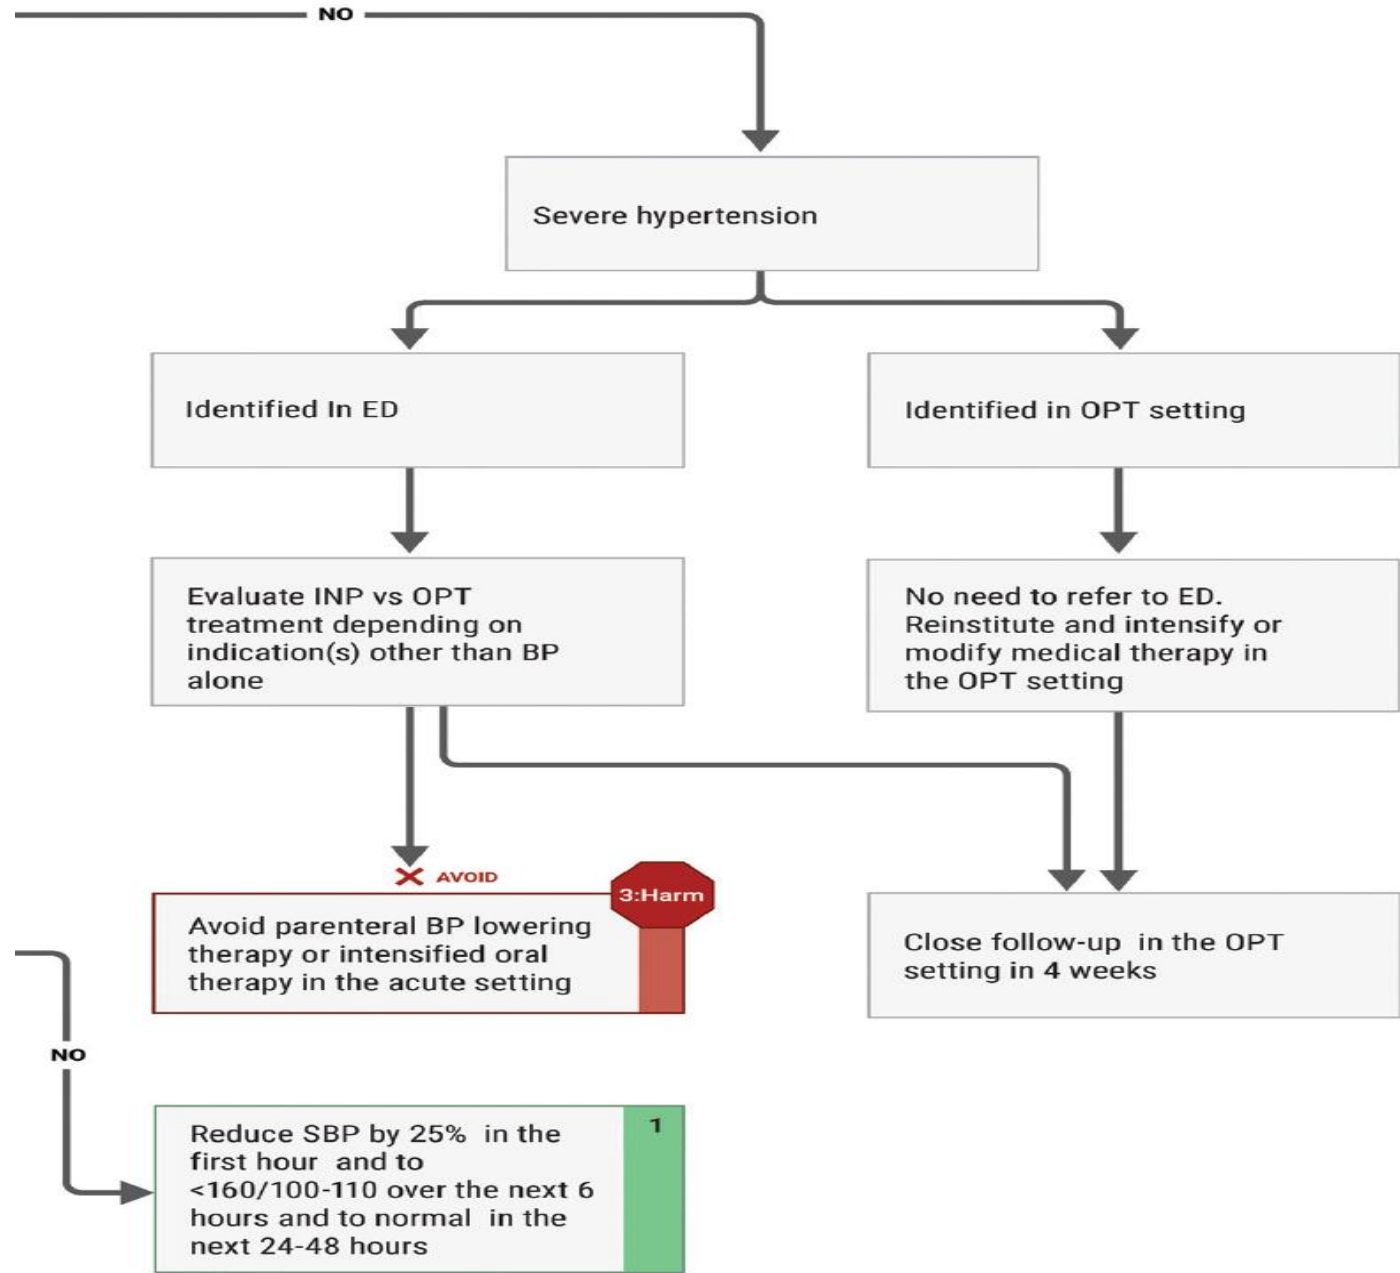 NO
Severe hypertension
Identified In ED
Identified in OPT setting
Evaluate INP vs OPT
treatment depending on
indication(s) other than BP
alone
No need to refer to ED.
Reinstitute and intensify or
modify medical therapy in
the OPT setting
AVOID
3:Harm
Avoid parenteral BP lowering
therapy or intensified oral
therapy in the acute setting
Close follow-up in the OPT
setting in 4 weeks
NO
1
Reduce SBP by 25% in the
first hour and to
<160/100-110 over the next 6
hours and to normal in the
next 24-48 hours